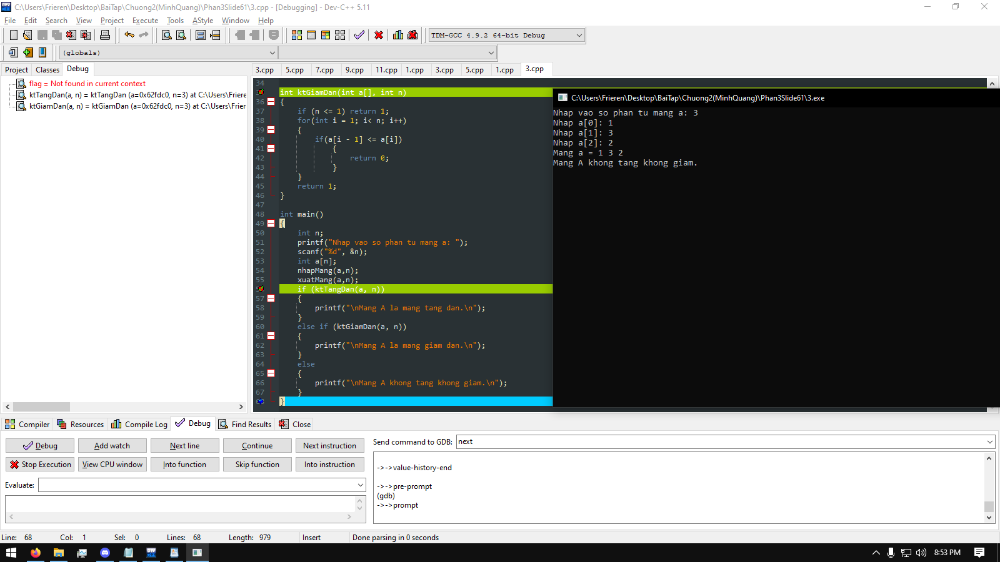 C:\Users\Frieren\Desktop\BaiTap\Chuong2(MinhQuang)\Phan3Slide61\3.cpp - [Debugging] - Dev-C++ 5.11
File Edit Search View Project Execute Tools AStyle Window Help
TDM-GCC 4.9.2 64-bit Debug
(globals)
Project Classes Debug
3.cpp 5.cpp 7.cpp 9.cpp 11.cpp 1.cpp 3.cpp 5.cpp 1.cpp 3.cpp
flag = Not found in current context
ktTangDan(a, n) = ktTangDan (a=0x62fdc0, n=3) at C:\Users\Friere
ktGiamDan(a, n) = ktGiamDan (a=0x62fdc0, n=3) at C:\Users\Frier
34
int ktGiamDan(int a[], int n)
36 {
37 if (n <= 1) return 1;
38 for(int i = 1; i< n; i++)
39 {
40 if(a[i - 1] <= a[i])
41 {
42 return 0;
43 }
44 }
45 return 1;
46 }
47
48 int main()
49 {
50 int n;
51 printf("Nhap vao so phan tu mang a: ");
52 scanf("%d", &n);
53 int a[n];
54 nhapMang(a,n);
55 xuatMang(a,n);
if (ktTangDan(a, n))
57 {
58 printf("\nMang A la mang tang dan.\n");
59 }
60 else if (ktGiamDan(a, n))
61 {
62 printf("\nMang A la mang giam dan.\n");
63 }
64 else
65 {
66 printf("\nMang A khong tang khong giam.\n");
67 }
}
C:\Users\Frieren\Desktop\BaiTap\Chuong2(MinhQuang)\Phan3Slide61\3.exe
Nhap vao so phan tu mang a: 3
Nhap a[0]: 1
Nhap a[1]: 3
Nhap a[2]: 2
Mang a = 1 3 2
Mang A khong tang khong giam.
Compiler Resources Compile Log Debug Find Results Close
Debug Add watch Next line Continue Next instruction
Stop Execution View CPU window Into function Skip function Into instruction
Evaluate:
Send command to GDB: next
->->value-history-end
->->pre-prompt
(gdb)
->->prompt
Line: 68 Col: 1 Sel: 0 Lines: 68 Length: 979 Insert Done parsing in 0 seconds
8:53 PM